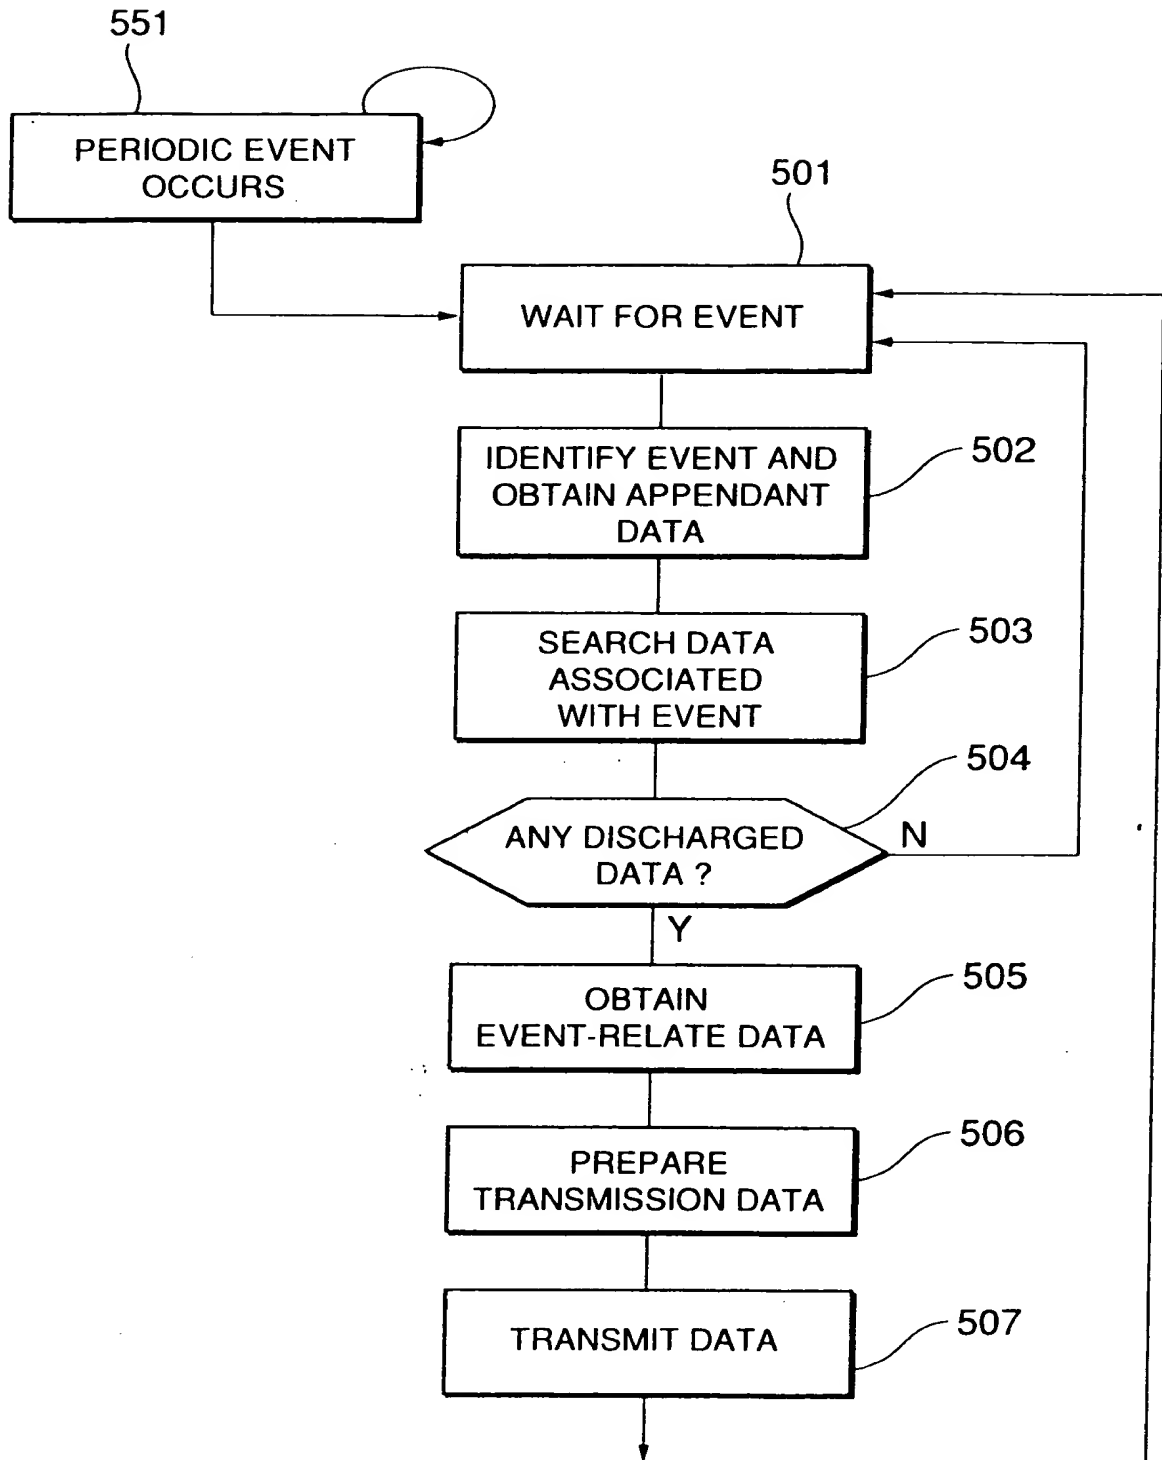 551
PERIODIC EVENT
OCCURS
501
WAIT FOR EVENT
502
IDENTIFY EVENT AND
OBTAIN APPENDANT
DATA
503
SEARCH DATA
ASSOCIATED
WITH EVENT
504
ANY DISCHARGED
DATA ?
N
Y
505
OBTAIN
EVENT-RELATE DATA
506
PREPARE
TRANSMISSION DATA
507
TRANSMIT DATA